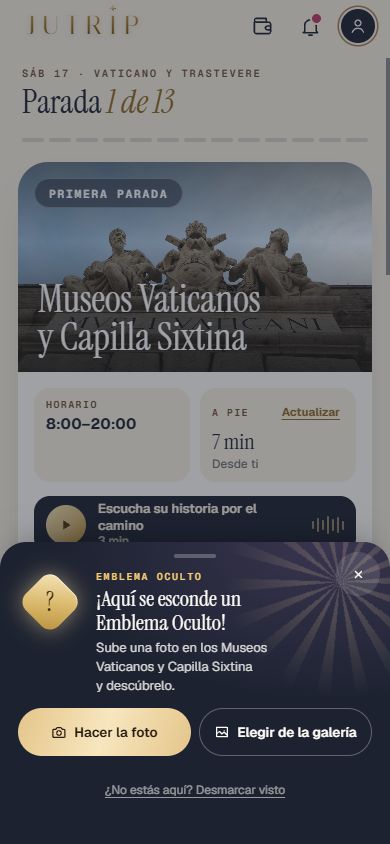 JUTRIP
SÁB 17 · VATICANO Y TRASTEVERE
Parada 1 de 13
PRIMERA PARADA
Museos Vaticanos
y Capilla Sixtina
HORARIO
8:00–20:00
A PIE
Actualizar
7 min
Desde ti
Escucha su historia por el
camino
3 min
EMBLEMA OCULTO
?
¡Aquí se esconde un
Emblema Oculto!
Sube una foto en los Museos
Vaticanos y Capilla Sixtina
y descúbrelo.
Hacer la foto
Elegir de la galería
¿No estás aquí? Desmarcar visto